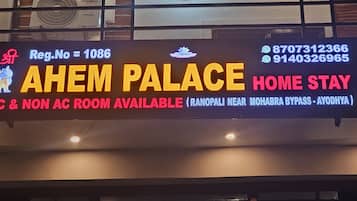 श्री
Reg.No = 1086
8707312366
9140326965
AHEM PALACE HOME STAY
C & NON AC ROOM AVAILABLE ( RANOPALI NEAR MOHABRA BYPASS - AYODHYA )